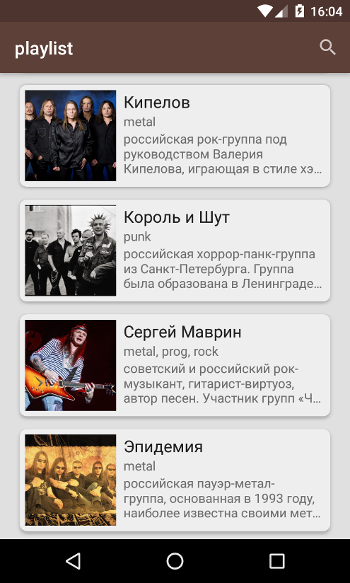 16:04
playlist
Кипелов
metal
российская рок-группа под
руководством Валерия
Кипелова, играющая в стиле хэ…
Король и Шут
punk
российская хоррор-панк-группа
из Санкт-Петербурга. Группа
была образована в Ленинграде…
Сергей Маврин
metal, prog, rock
советский и российский рок-
музыкант, гитарист-виртуоз,
автор песен. Участник групп «Ч…
Эпидемия
metal
российская пауэр-метал-
группа, основанная в 1993 году,
наиболее известна своими мет…